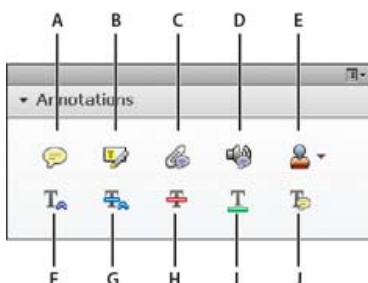 A B C D E
Annotations
T
T T T T T
F G H I J